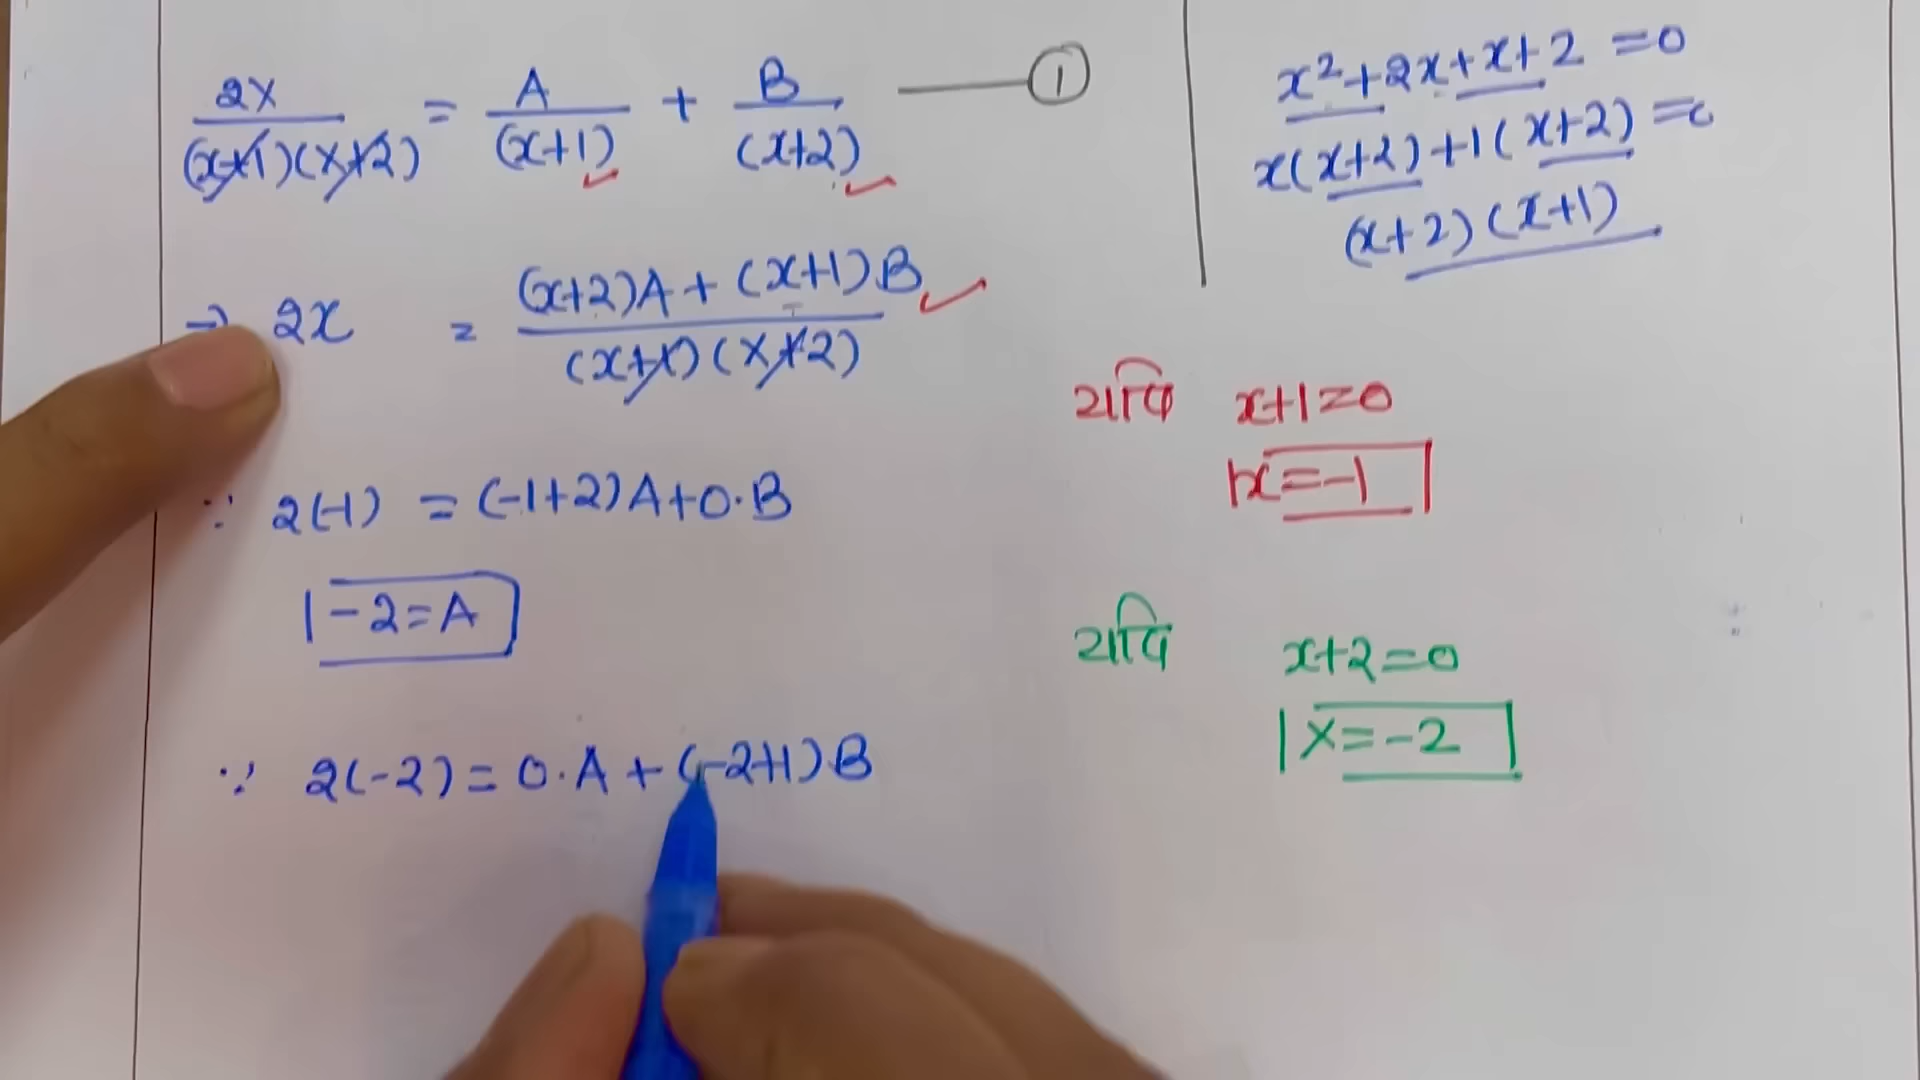 2x/(x+1)(x+2) = A/(x+1) + B/(x+2) —— ①
⇒ 2x = (x+2)A + (x+1)B/(x+1)(x+2)
∵ 2(-1) = (-1+2)A+0.B
-2=A
∵ 2(-2) = 0.A + (-2+1)B
x²+2x+x+2 =0
x(x+2)+1(x+2)=0
(x+2)(x+1)
यदि x+1=0
x=-1
यदि x+2=0
x=-2